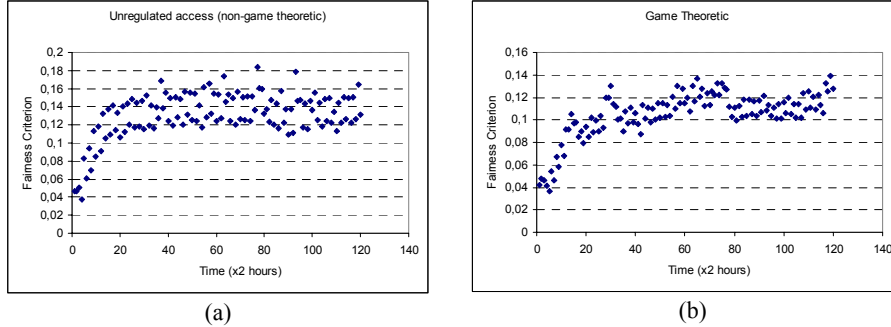 Unregulated access (non-game theoretic)
Fairness Criterion
0,2
0,18
0,16
0,14
0,12
0,1
0,08
0,06
0,04
0,02
0
0 20 40 60 80 100 120 140
Time (x2 hours)
(a)
Game Theoretic
Fairness Criterion
0,16
0,14
0,12
0,1
0,08
0,06
0,04
0,02
0
0 20 40 60 80 100 120 140
Time (x2 hours)
(b)